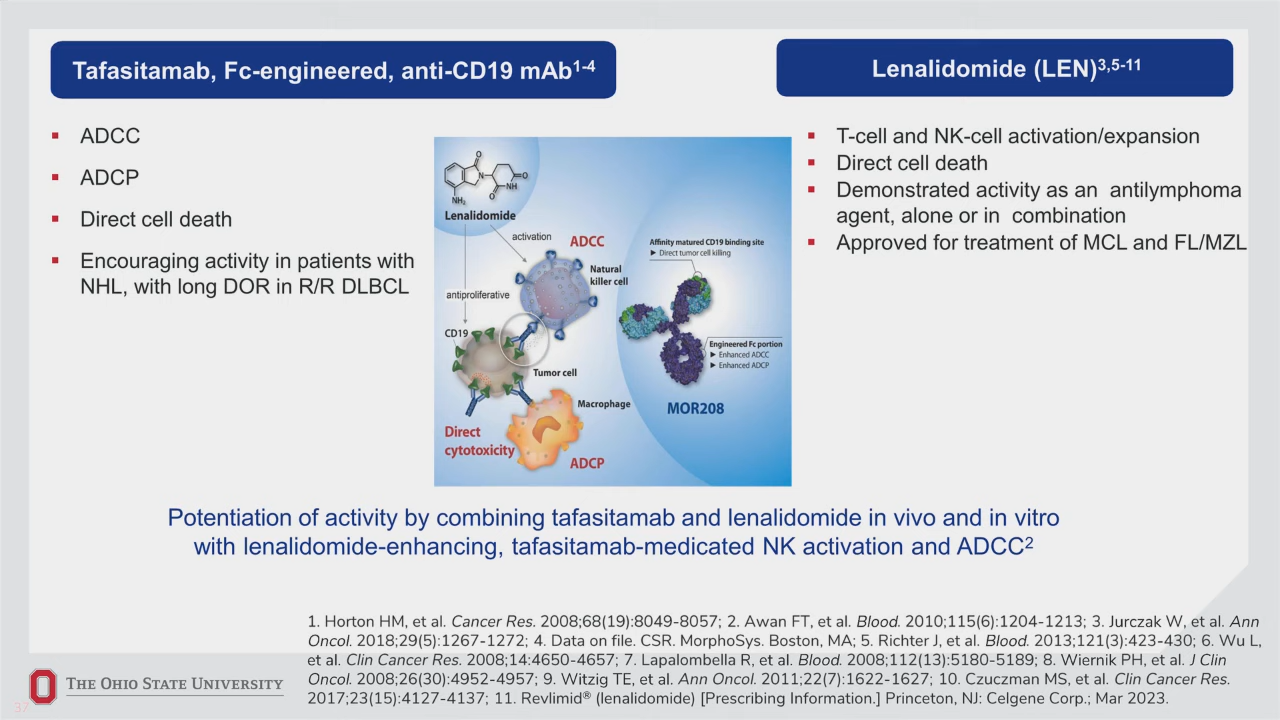 Tafasitamab, Fc-engineered, anti-CD19 mAb1-4
▪ ADCC
▪ ADCP
▪ Direct cell death
▪ Encouraging activity in patients with
NHL, with long DOR in R/R DLBCL
O
N
NH
O
O
NH₂
Lenalidomide
activation
ADCC
Natural
killer cell
antiproliferative
CD19
Tumor cell
Macrophage
Direct
cytotoxicity
ADCP
Affinity matured CD19 binding site
▶ Direct tumor cell killing
Engineered Fc portion
▶ Enhanced ADCC
▶ Enhanced ADCP
MOR208
Lenalidomide (LEN)3,5-11
▪ T-cell and NK-cell activation/expansion
▪ Direct cell death
▪ Demonstrated activity as an antilymphoma
agent, alone or in combination
▪ Approved for treatment of MCL and FL/MZL
Potentiation of activity by combining tafasitamab and lenalidomide in vivo and in vitro
with lenalidomide-enhancing, tafasitamab-medicated NK activation and ADCC2
1. Horton HM, et al. Cancer Res. 2008;68(19):8049-8057; 2. Awan FT, et al. Blood. 2010;115(6):1204-1213; 3. Jurczak W, et al. Ann
Oncol. 2018;29(5):1267-1272; 4. Data on file. CSR. MorphoSys. Boston, MA; 5. Richter J, et al. Blood. 2013;121(3):423-430; 6. Wu L,
et al. Clin Cancer Res. 2008;14:4650-4657; 7. Lapalombella R, et al. Blood. 2008;112(13):5180-5189; 8. Wiernik PH, et al. J Clin
Oncol. 2008;26(30):4952-4957; 9. Witzig TE, et al. Ann Oncol. 2011;22(7):1622-1627; 10. Czuczman MS, et al. Clin Cancer Res.
2017;23(15):4127-4137; 11. Revlimid® (lenalidomide) [Prescribing Information.] Princeton, NJ: Celgene Corp.; Mar 2023.
THE OHIO STATE UNIVERSITY
37